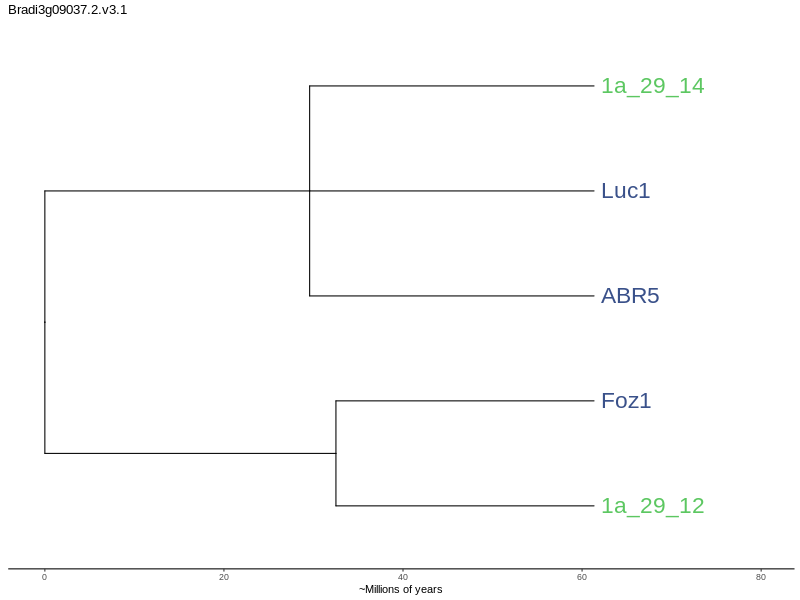 Bradi3g09037.2.v3.1
1a_29_14
Luc1
ABR5
Foz1
1a_29_12
0 20 40 60 80
~Millions of years